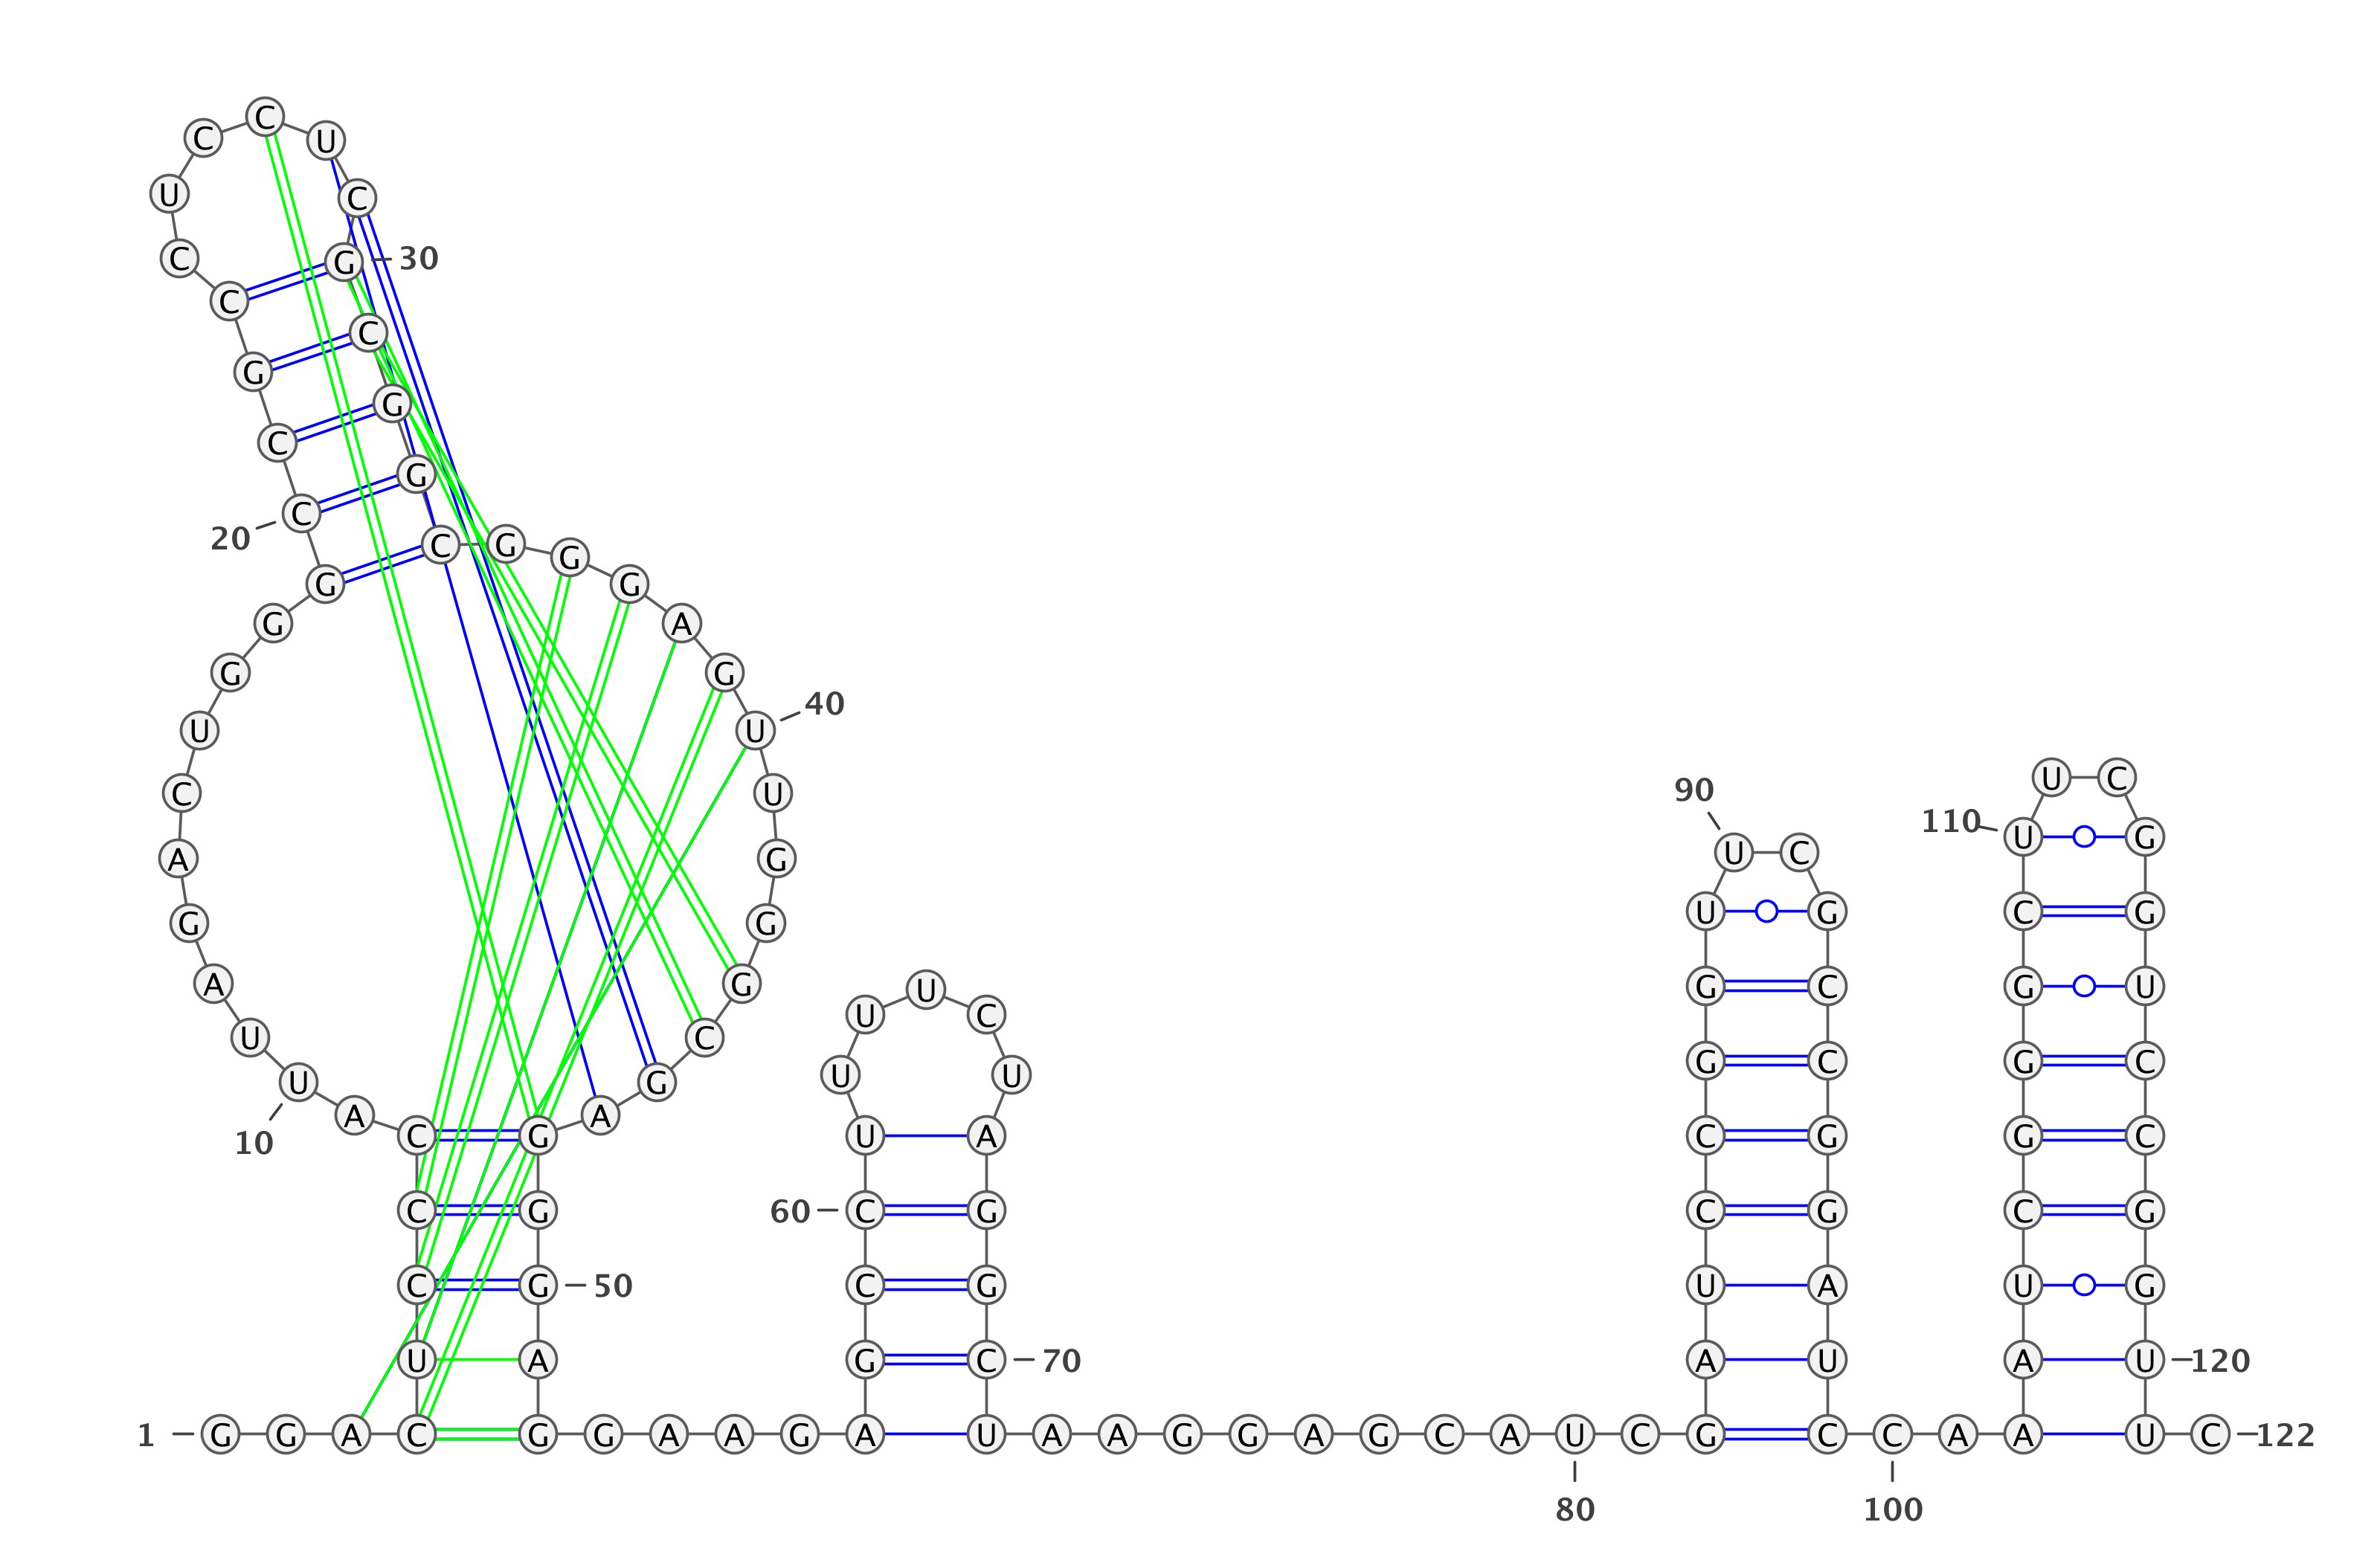 C
C U
U C
C G 30
C
C
G
G
C
G
C
20 C G
G
G G
G A
G G
40
U U
U C
90
C U
110 U G
U C
A G
U G C G
G G
A G U G C C G U
U C
U C
G C G C
U U
U G
A A
C G U A C G G C
10
C G 60 C G C G C G
C G 50 C G U A U G
U A G C 70 A U A U 120
1 G G A C G G A A G A U A A G G A G C A U C G C C A A U C 122
80 100